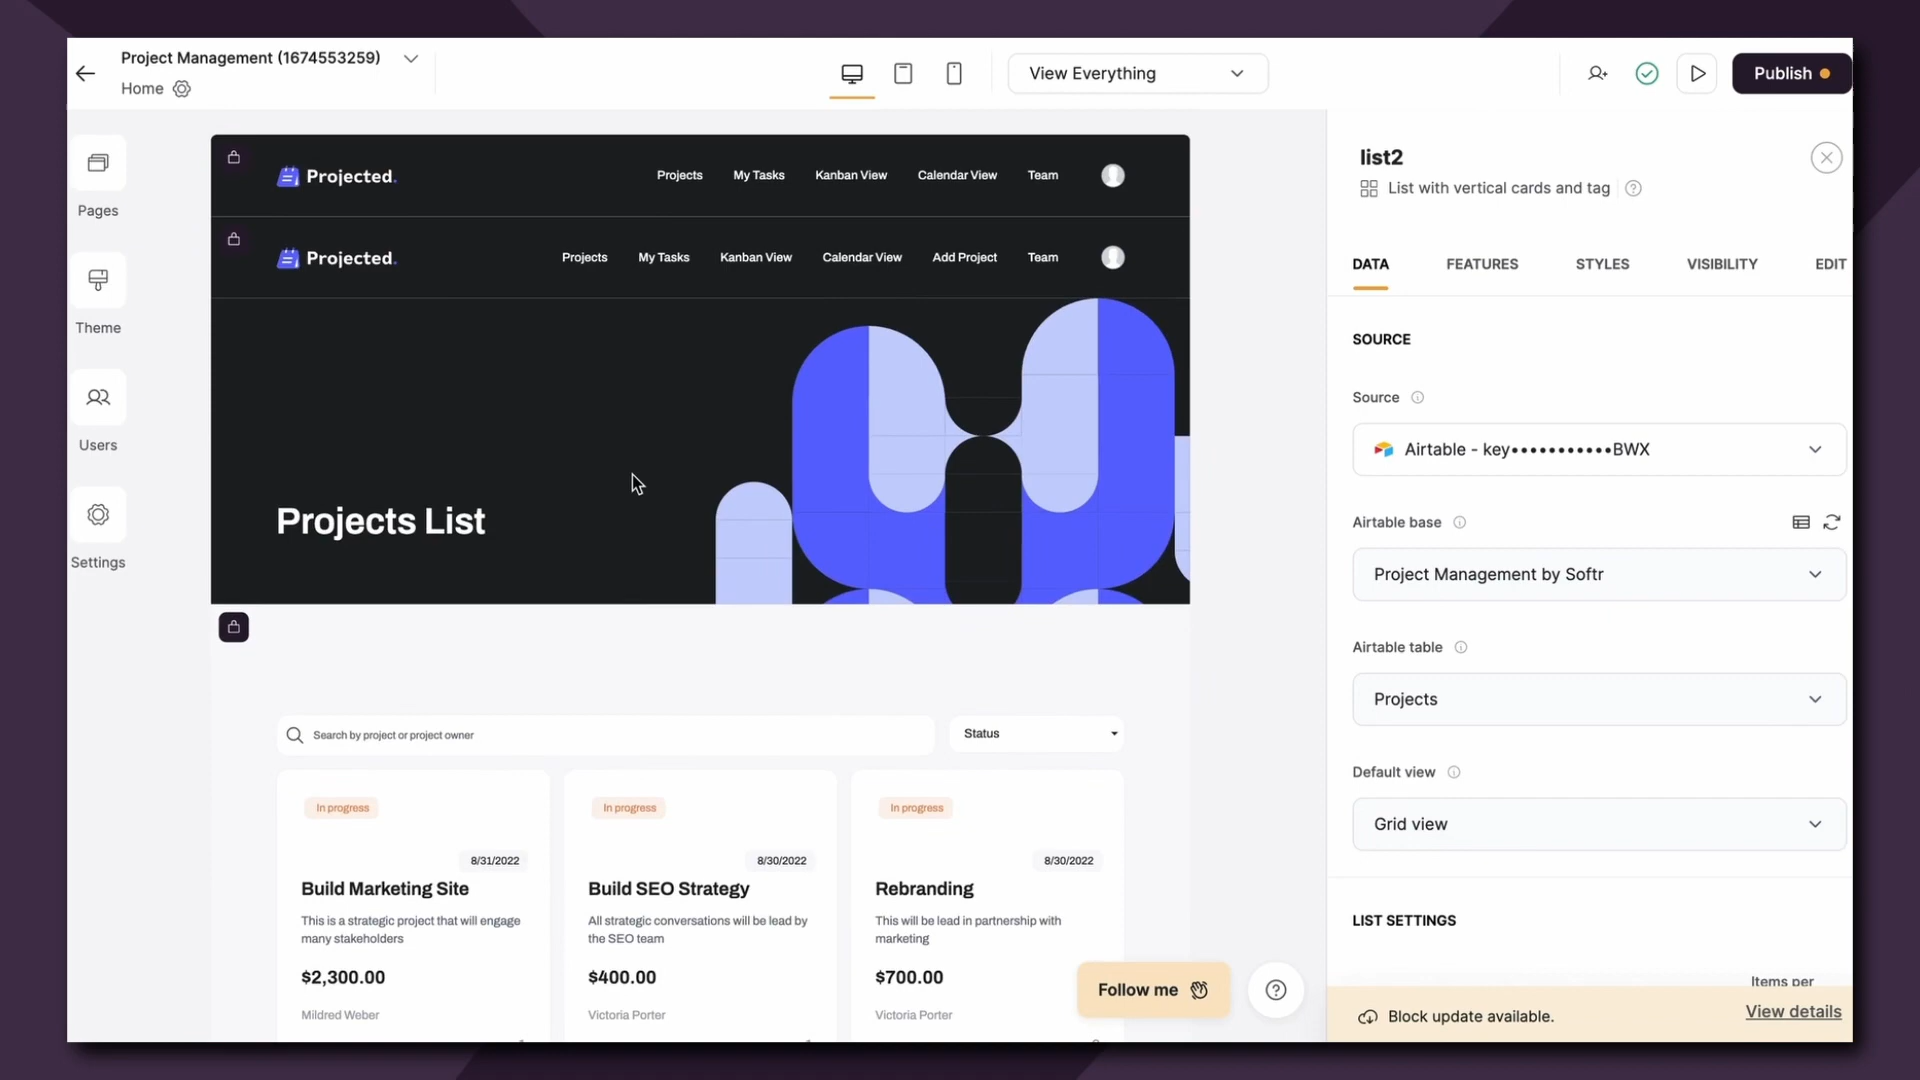 Project Management (1674553259)
Home
View Everything
Publish
Pages
Theme
Users
Settings
Projected.
Projects
My Tasks
Kanban View
Calendar View
Team
Projected.
Projects
My Tasks
Kanban View
Calendar View
Add Project
Team
Projects List
Search by project or project owner
Status
In progress
8/31/2022
Build Marketing Site
This is a strategic project that will engage
many stakeholders
$2,300.00
Mildred Weber
In progress
8/30/2022
Build SEO Strategy
All strategic conversations will be lead by
the SEO team
$400.00
Victoria Porter
In progress
8/30/2022
Rebranding
This will be lead in partnership with
marketing
$700.00
Victoria Porter
Follow me
list2
List with vertical cards and tag
DATA
FEATURES
STYLES
VISIBILITY
EDIT
SOURCE
Source
Airtable - key•••••••••••BWX
Airtable base
Project Management by Softr
Airtable table
Projects
Default view
Grid view
LIST SETTINGS
Items per
Block update available.
View details